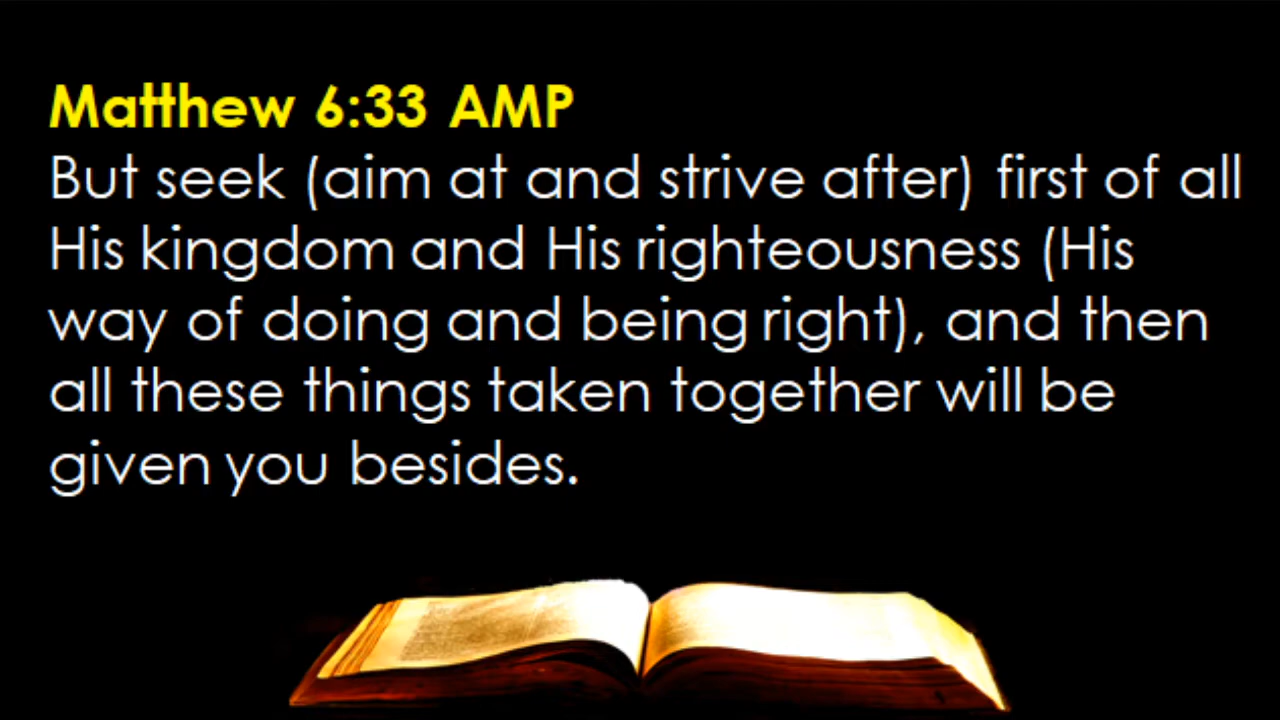 Matthew 6:33 AMP
But seek (aim at and strive after) first of all
His kingdom and His righteousness (His
way of doing and being right), and then
all these things taken together will be
given you besides.